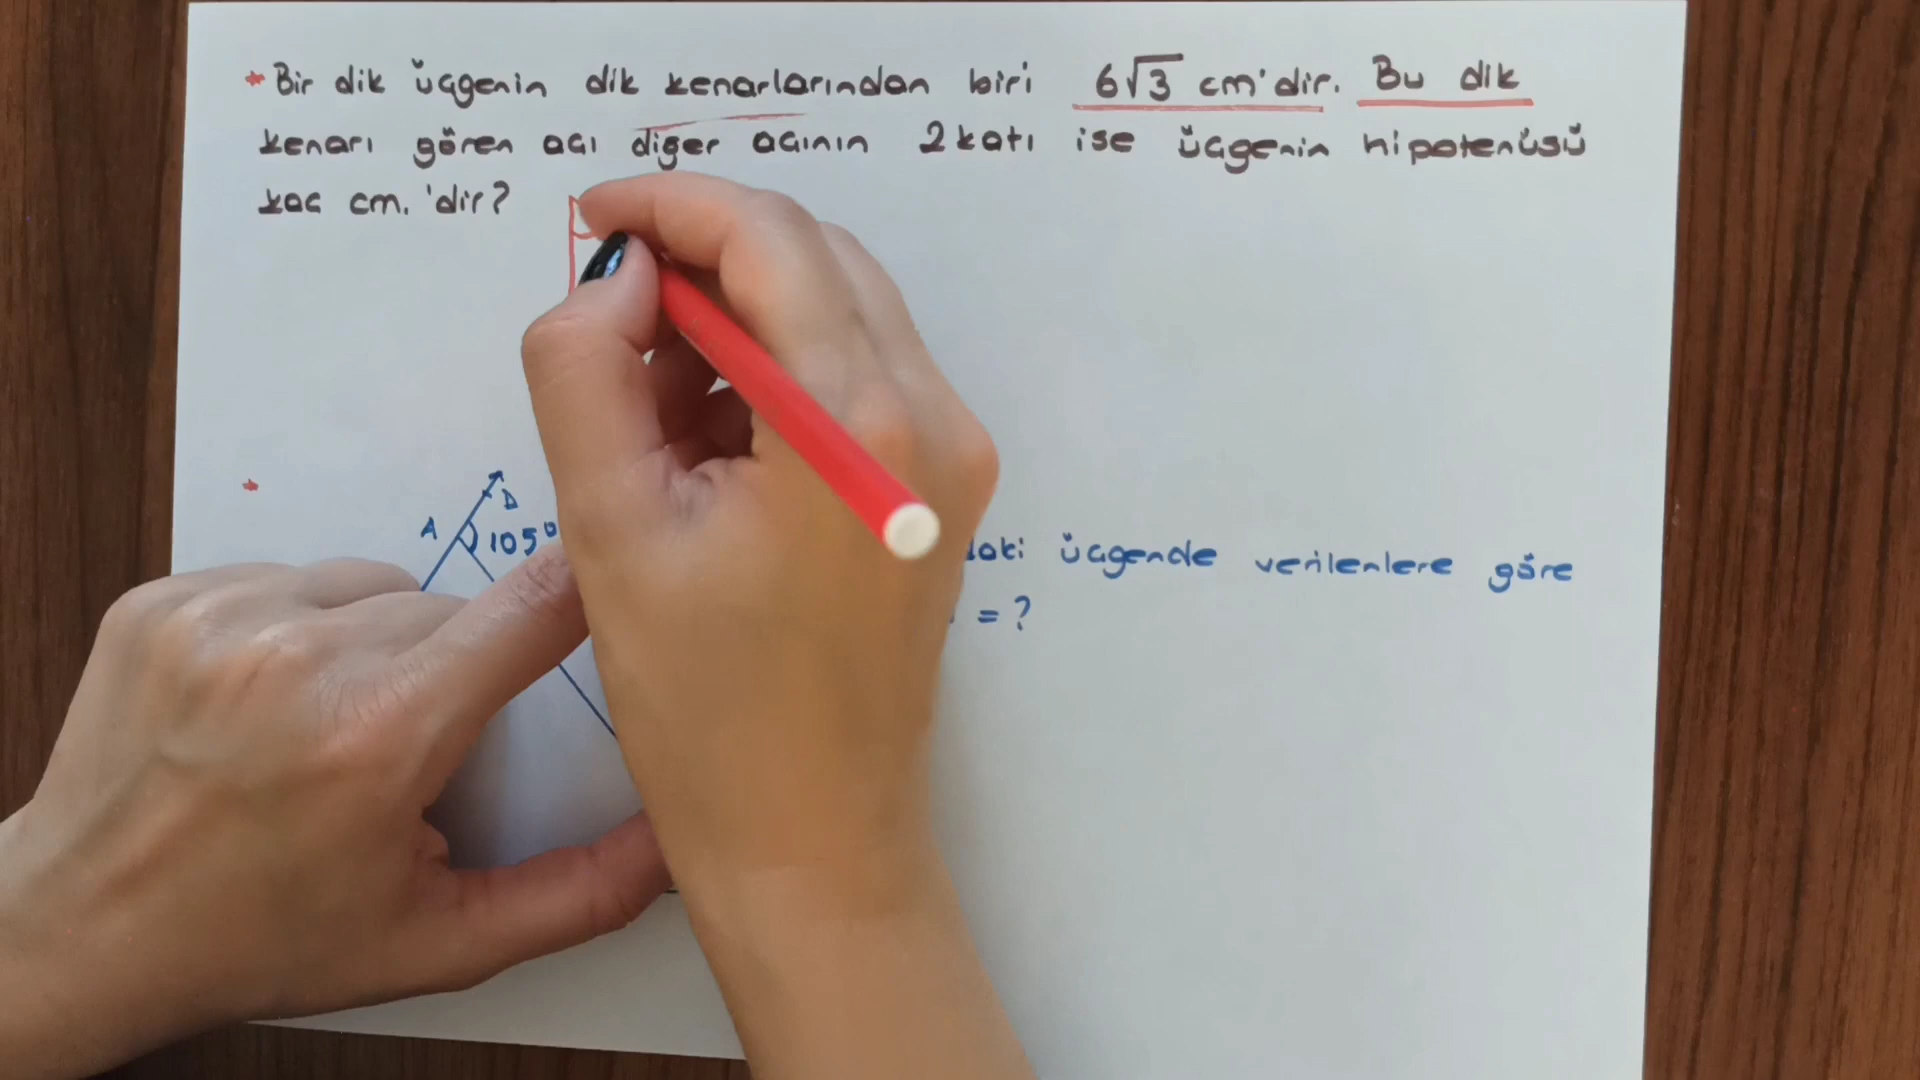 * Bir dik üçgenin dik kenarlarından biri 6√3 cm'dir. Bu dik
kenarı gören açı diğer açının 2 katı ise üçgenin hipotenüsü
kaç cm. 'dir?
*
D
A
105°
üçgende verilenlere göre
= ?